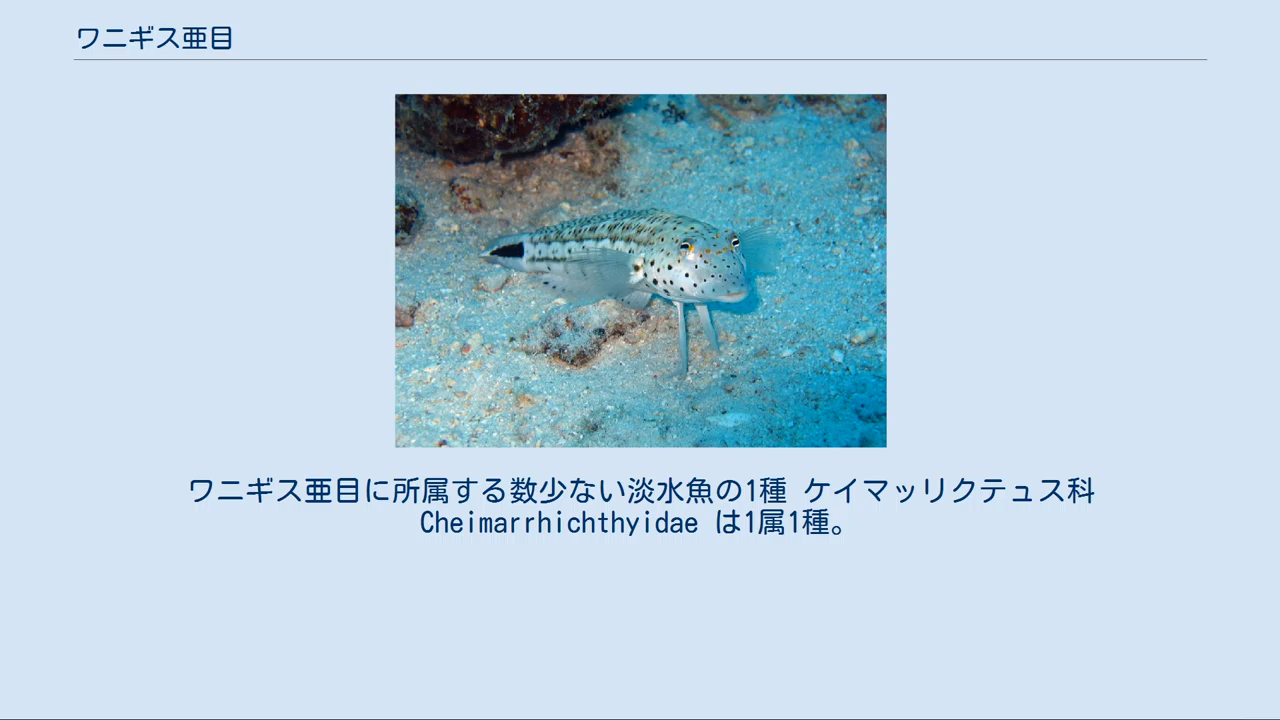 ワニギス亜目
ワニギス亜目に所属する数少ない淡水魚の1種 ケイマッリクテュス科
Cheimarrhichthyidae は1属1種。